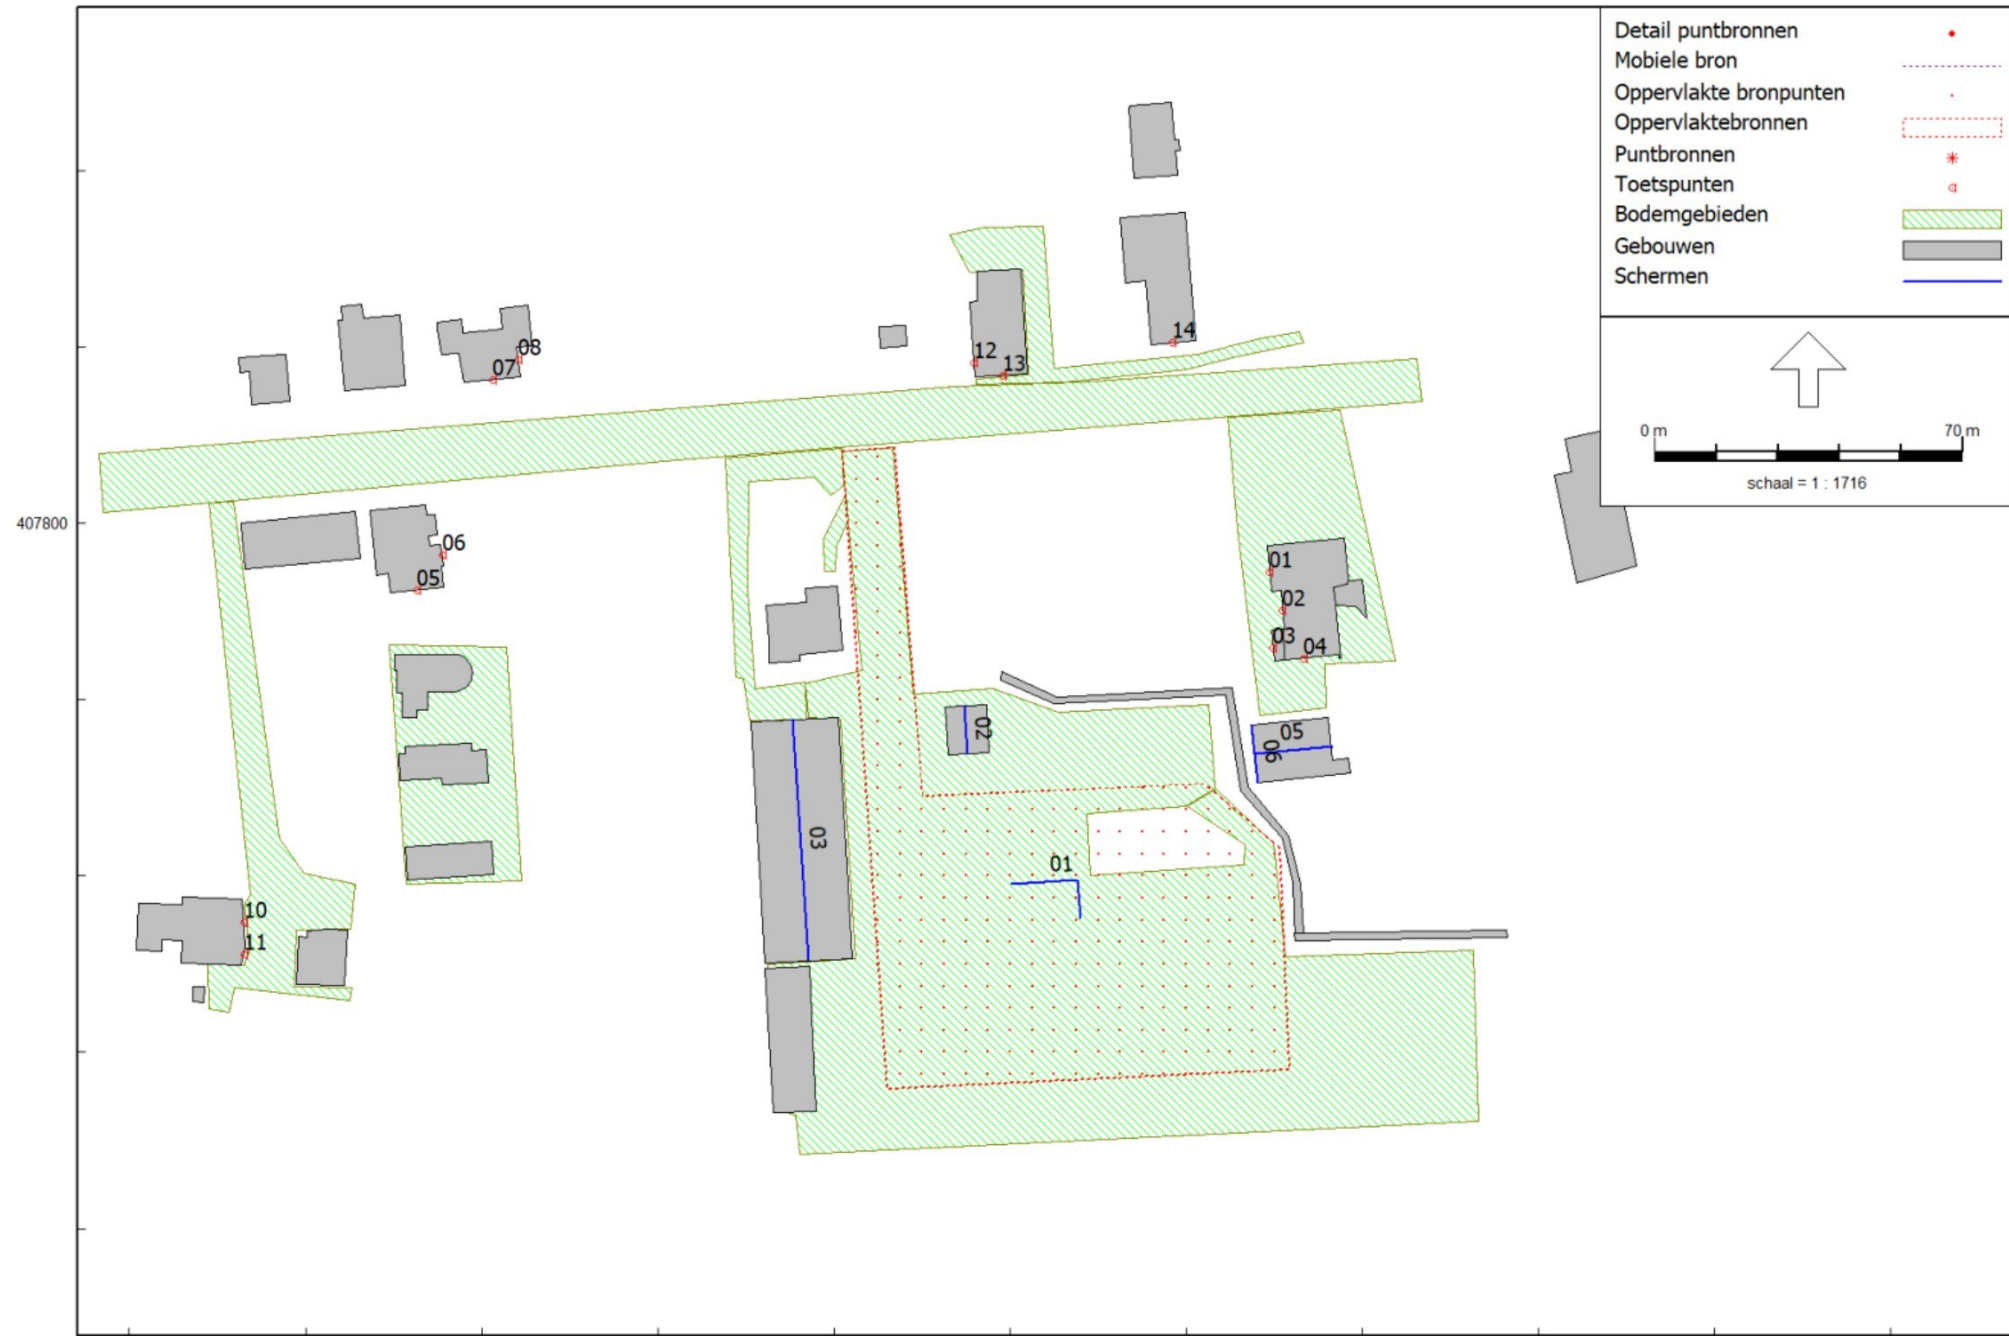 Detail puntbronnen
Mobiele bron
Oppervlakte bronpunten
Oppervlaktebronnen
Puntbronnen
Toetspunten
Bodemgebieden
Gebouwen
Schermen
0 m 70 m
schaal = 1 : 1716
14
08
07
12
13
407800
06
05
01
02
03
04
02
05
06
03
01
10
11